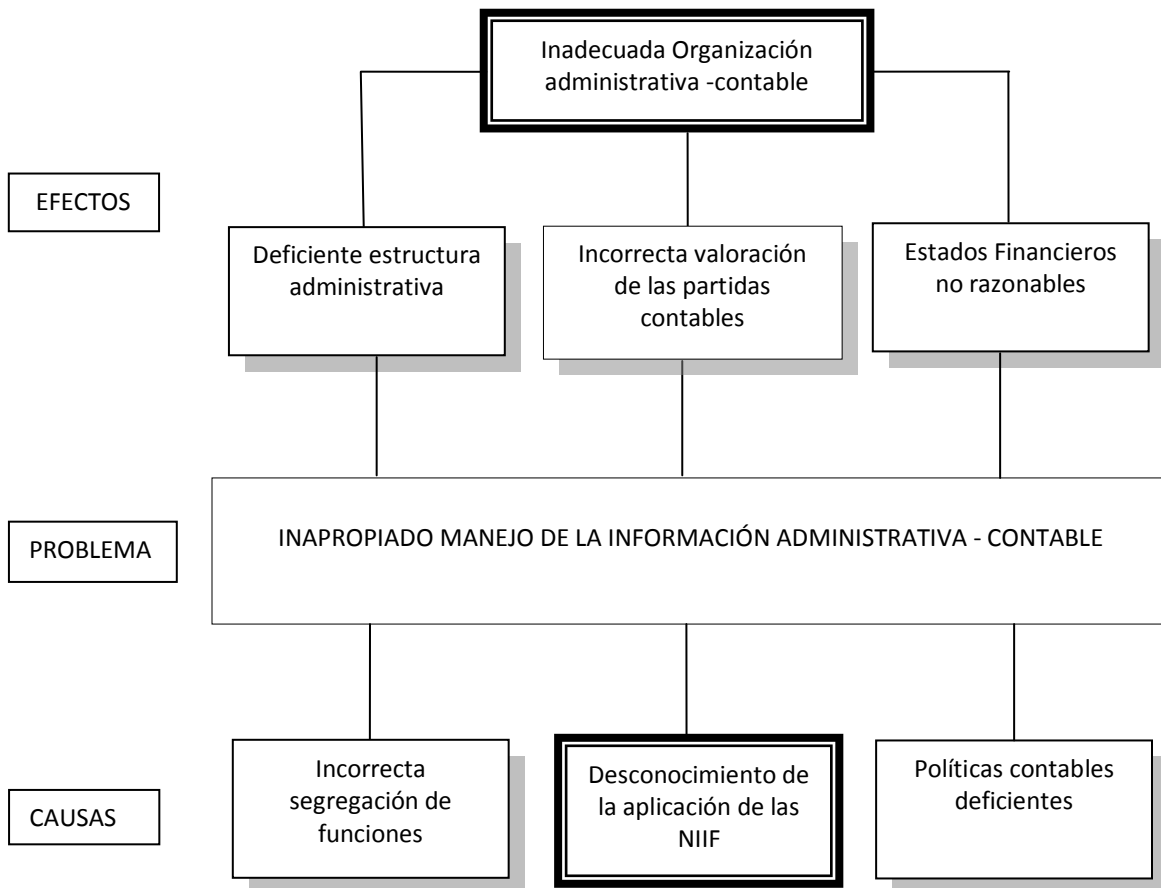 Inadecuada Organización
administrativa -contable
EFECTOS
Deficiente estructura
administrativa
Incorrecta valoración
de las partidas
contables
Estados Financieros
no razonables
PROBLEMA
INAPROPIADO MANEJO DE LA INFORMACIÓN ADMINISTRATIVA - CONTABLE
CAUSAS
Incorrecta
segregación de
funciones
Desconocimiento de
la aplicación de las
NIIF
Políticas contables
deficientes